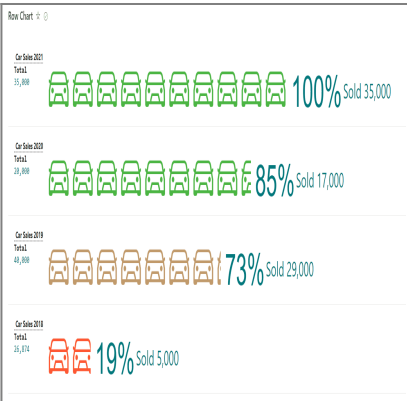 Row Chart
Car Sales 2021
Total
35,000
100% Sold 35,000
Car Sales 2020
Total
20,000
85% Sold 17,000
Car Sales 2019
Total
40,000
73% Sold 29,000
Car Sales 2018
Total
26,874
19% Sold 5,000